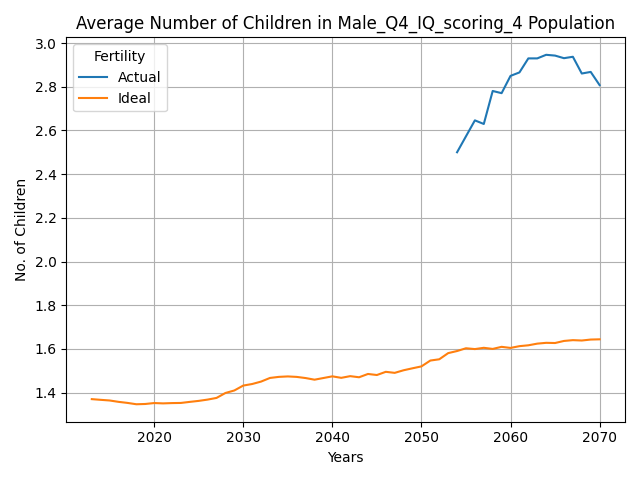 Average Number of Children in Male_Q4_IQ_scoring_4 Population
Fertility
Actual
Ideal
No. of Children
3.0
2.8
2.6
2.4
2.2
2.0
1.8
1.6
1.4
2020 2030 2040 2050 2060 2070
Years